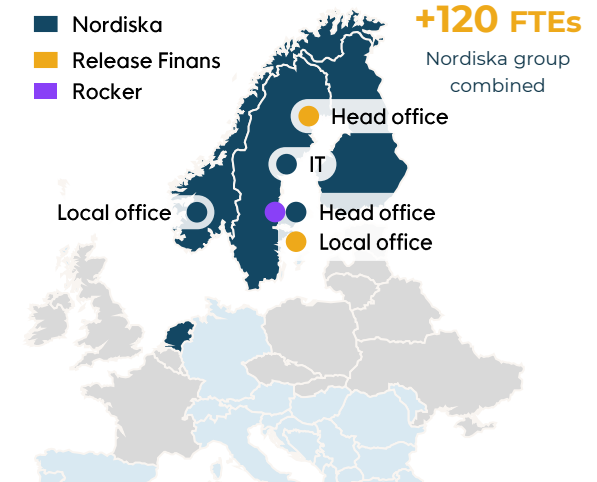 Nordiska
Release Finans
Rocker
+120 FTEs
Nordiska group
combined
Head office
IT
Local office
Head office
Local office